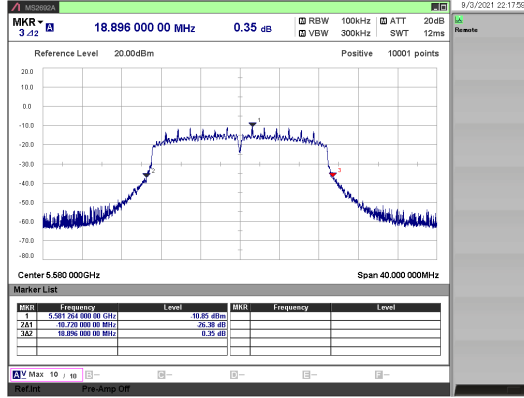 MS2692A
9/3/2021 22:17:59
MKR
3Δ2
A
18.896 000 00 MHz
0.35 dB
M RBW 100kHz M ATT 20dB
M VBW 300kHz SWT 12ms
Remote
Reference Level 20.00dBm
Positive 10001 points
20.0
10.0
0.0
-10.0
-20.0
-30.0
-40.0
-50.0
-60.0
-70.0
-80.0
1
2
3
Center 5.580 000GHz
Span 40.000 000MHz
Marker List
MKR Frequency Level MKR Frequency Level
1 5.581 264 000 00 GHz -10.85 dBm
2Δ1 -10.720 000 00 MHz -26.38 dB
3Δ2 18.896 000 00 MHz 0.35 dB
A Max 10 / 10 B -- C -- D -- E -- F --
Ref.Int Pre-Amp Off